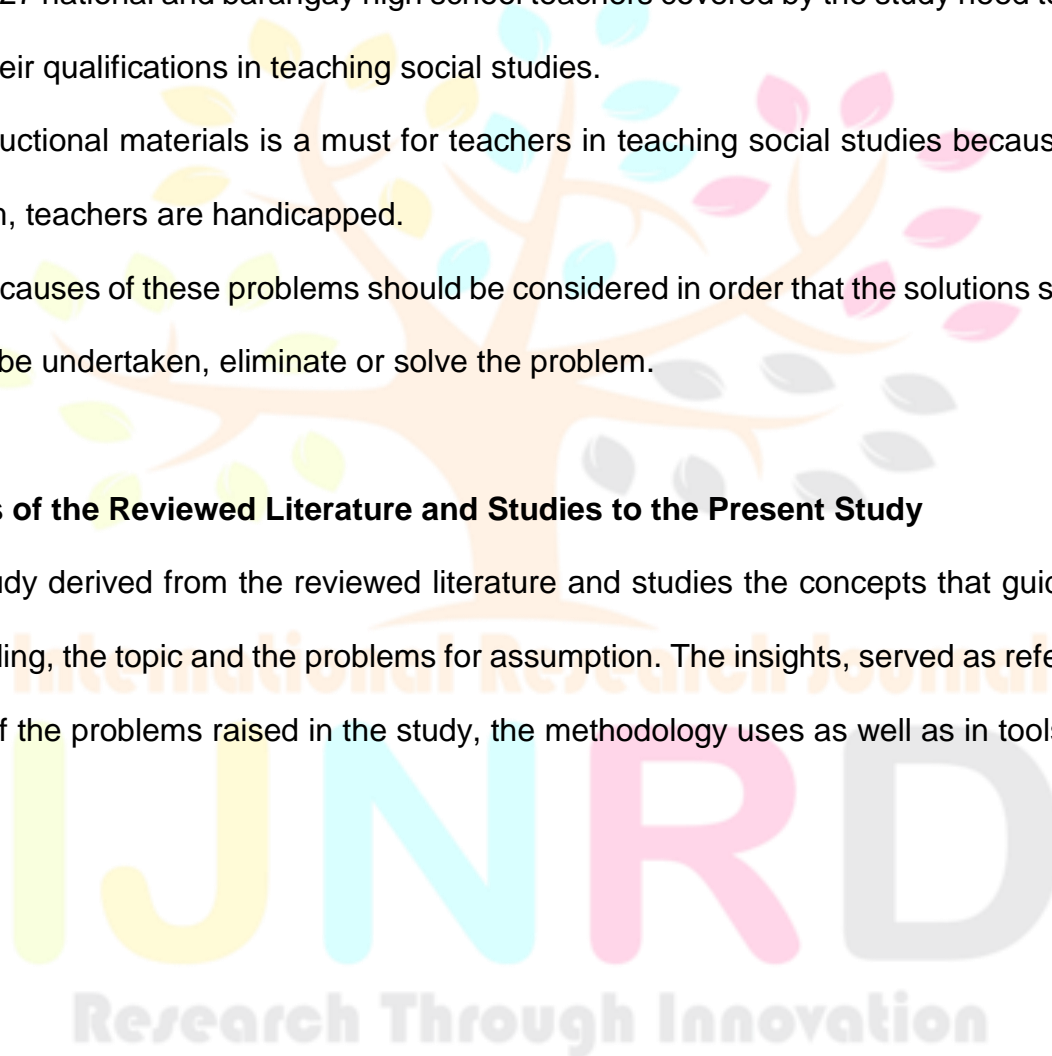 27 national and barangay high school teachers covered by the study need to
eir qualifications in teaching social studies.
uctional materials is a must for teachers in teaching social studies becaus
n, teachers are handicapped.
causes of these problems should be considered in order that the solutions s
be undertaken, eliminate or solve the problem.
s of the Reviewed Literature and Studies to the Present Study
udy derived from the reviewed literature and studies the concepts that guid
ling, the topic and the problems for assumption. The insights, served as refe
International Research Journal
f the problems raised in the study, the methodology uses as well as in tools
IJNRD
Research Through Innovation